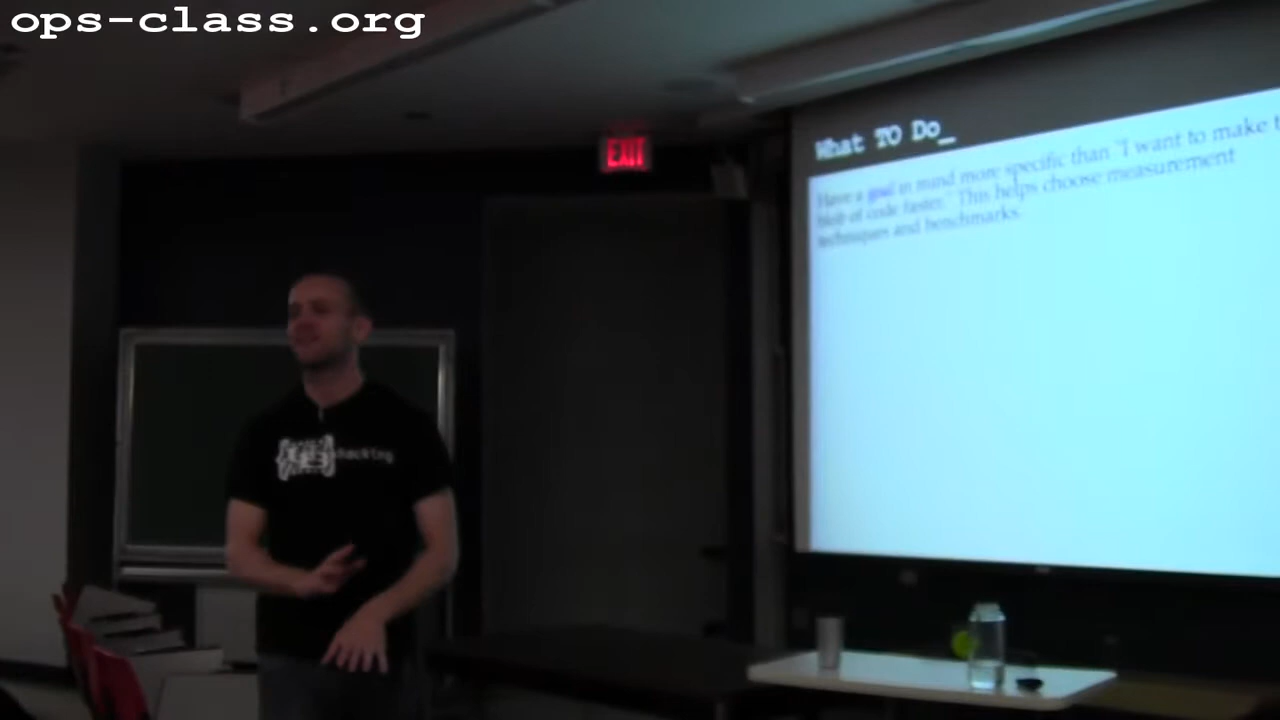 ops-class.org
EXIT
What TO Do_
Have a goal in mind more specific than "I want to make
blob of code faster." This helps choose measurement
techniques and benchmarks.
hacking